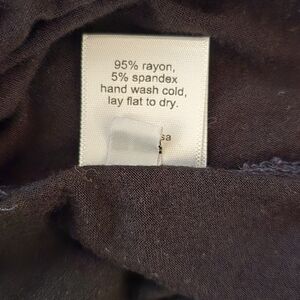 95% rayon,
5% spandex
hand wash cold,
lay flat to dry.